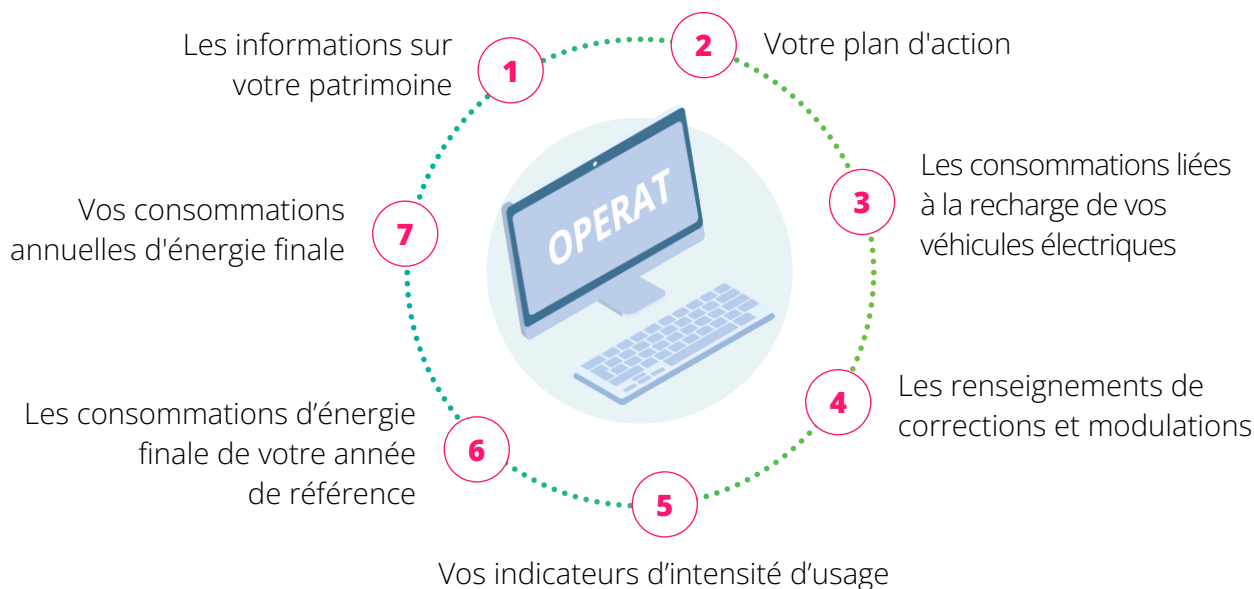 1
Les informations sur
votre patrimoine
2
Votre plan d'action
3
Les consommations liées
à la recharge de vos
véhicules électriques
4
Les renseignements de
corrections et modulations
5
Vos indicateurs d’intensité d’usage
6
Les consommations d’énergie
finale de votre année
de référence
7
Vos consommations
annuelles d'énergie finale
OPERAT